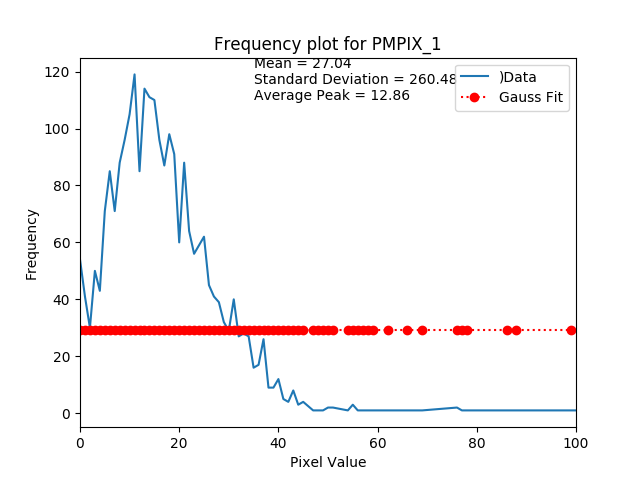 Frequency plot for PMPIX_1
Mean = 27.04
Standard Deviation = 260.48
Average Peak = 12.86
)Data
Gauss Fit
Frequency
120
100
80
60
40
20
0
0 20 40 60 80 100
Pixel Value